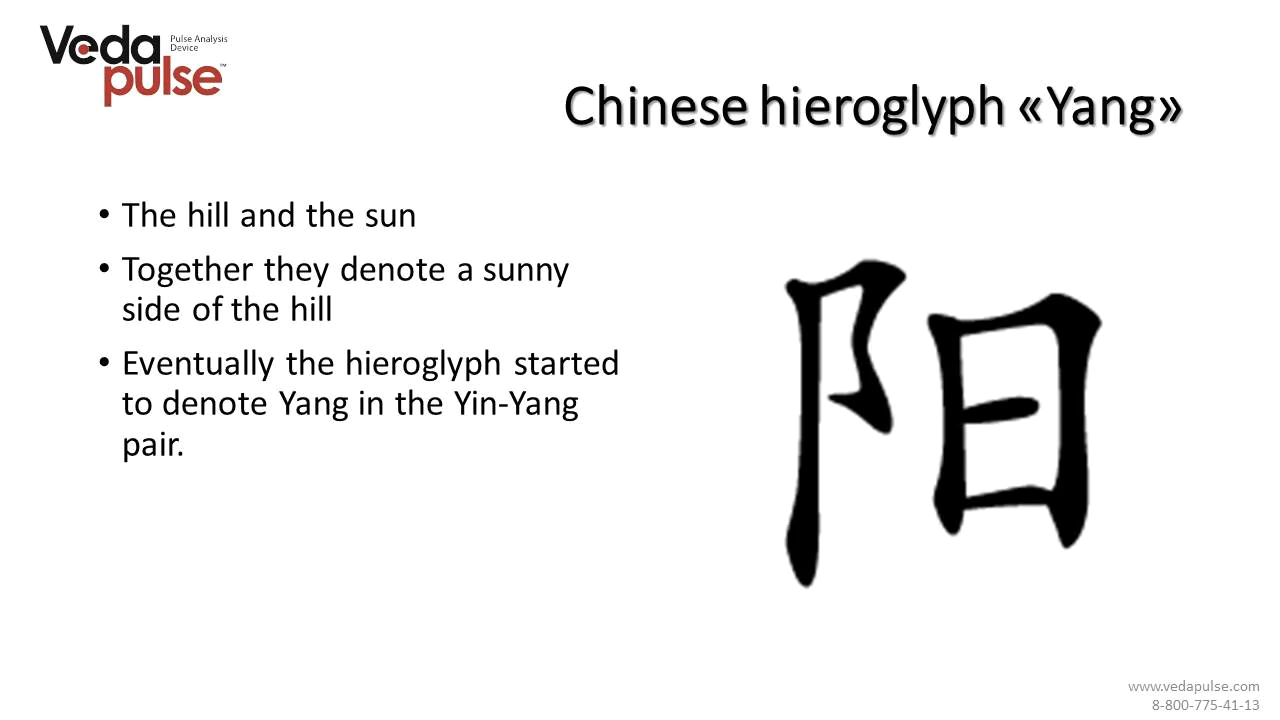 Veda
pulse™
Pulse Analysis
Device
Chinese hieroglyph «Yang»
• The hill and the sun
• Together they denote a sunny
side of the hill
• Eventually the hieroglyph started
to denote Yang in the Yin-Yang
pair.
阳
www.vedapulse.com
8-800-775-41-13